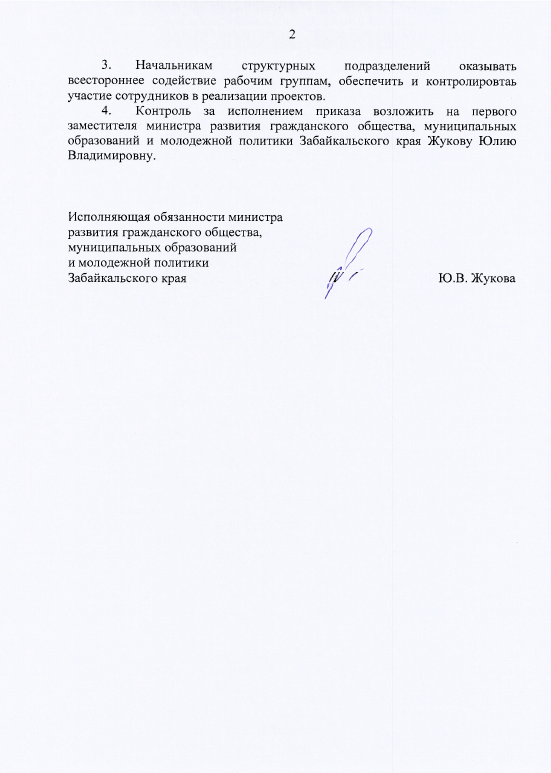 2
3. Начальникам структурных подразделений оказывать
всестороннее содействие рабочим группам, обеспечить и контролировтаь
участие сотрудников в реализации проектов.
4. Контроль за исполнением приказа возложить на первого
заместителя министра развития гражданского общества, муниципальных
образований и молодежной политики Забайкальского края Жукову Юлию
Владимировну.
Исполняющая обязанности министра
развития гражданского общества,
муниципальных образований
и молодежной политики
Забайкальского края Ю.В. Жукова